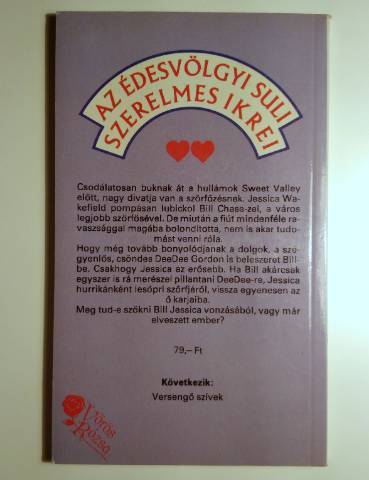 AZ ÉDESVÖLGYI SULI
SZERELMES IKREI
Csodálatosan buknak át a hullámok Sweet Valley
előtt, nagy divatja van a szörfözésnek. Jessica Wa-
kefield pompásan lubickol Bill Chase-zel, a város
legjobb szörfösével. De miután a fiút mindenféle ra-
vaszsággal magába bolondította, nem is akar tudo-
mást venni róla.
Hogy még tovább bonyolódjanak a dolgok, a szé-
gyenlős, csöndes DeeDee Gordon is beleszeret Bill-
be. Csakhogy Jessica az erősebb. Ha Bill akárcsak
egyszer is rá merészel pillantani DeeDee-re, Jessica
hurrikánként lesöpri szörfjéről, vissza egyenesen az
ő karjaiba.
Meg tud-e szökni Bill Jessica vonzásából, vagy már
elveszett ember?
79,– Ft
Következik:
Versengő szívek
Vörös
Rózsa